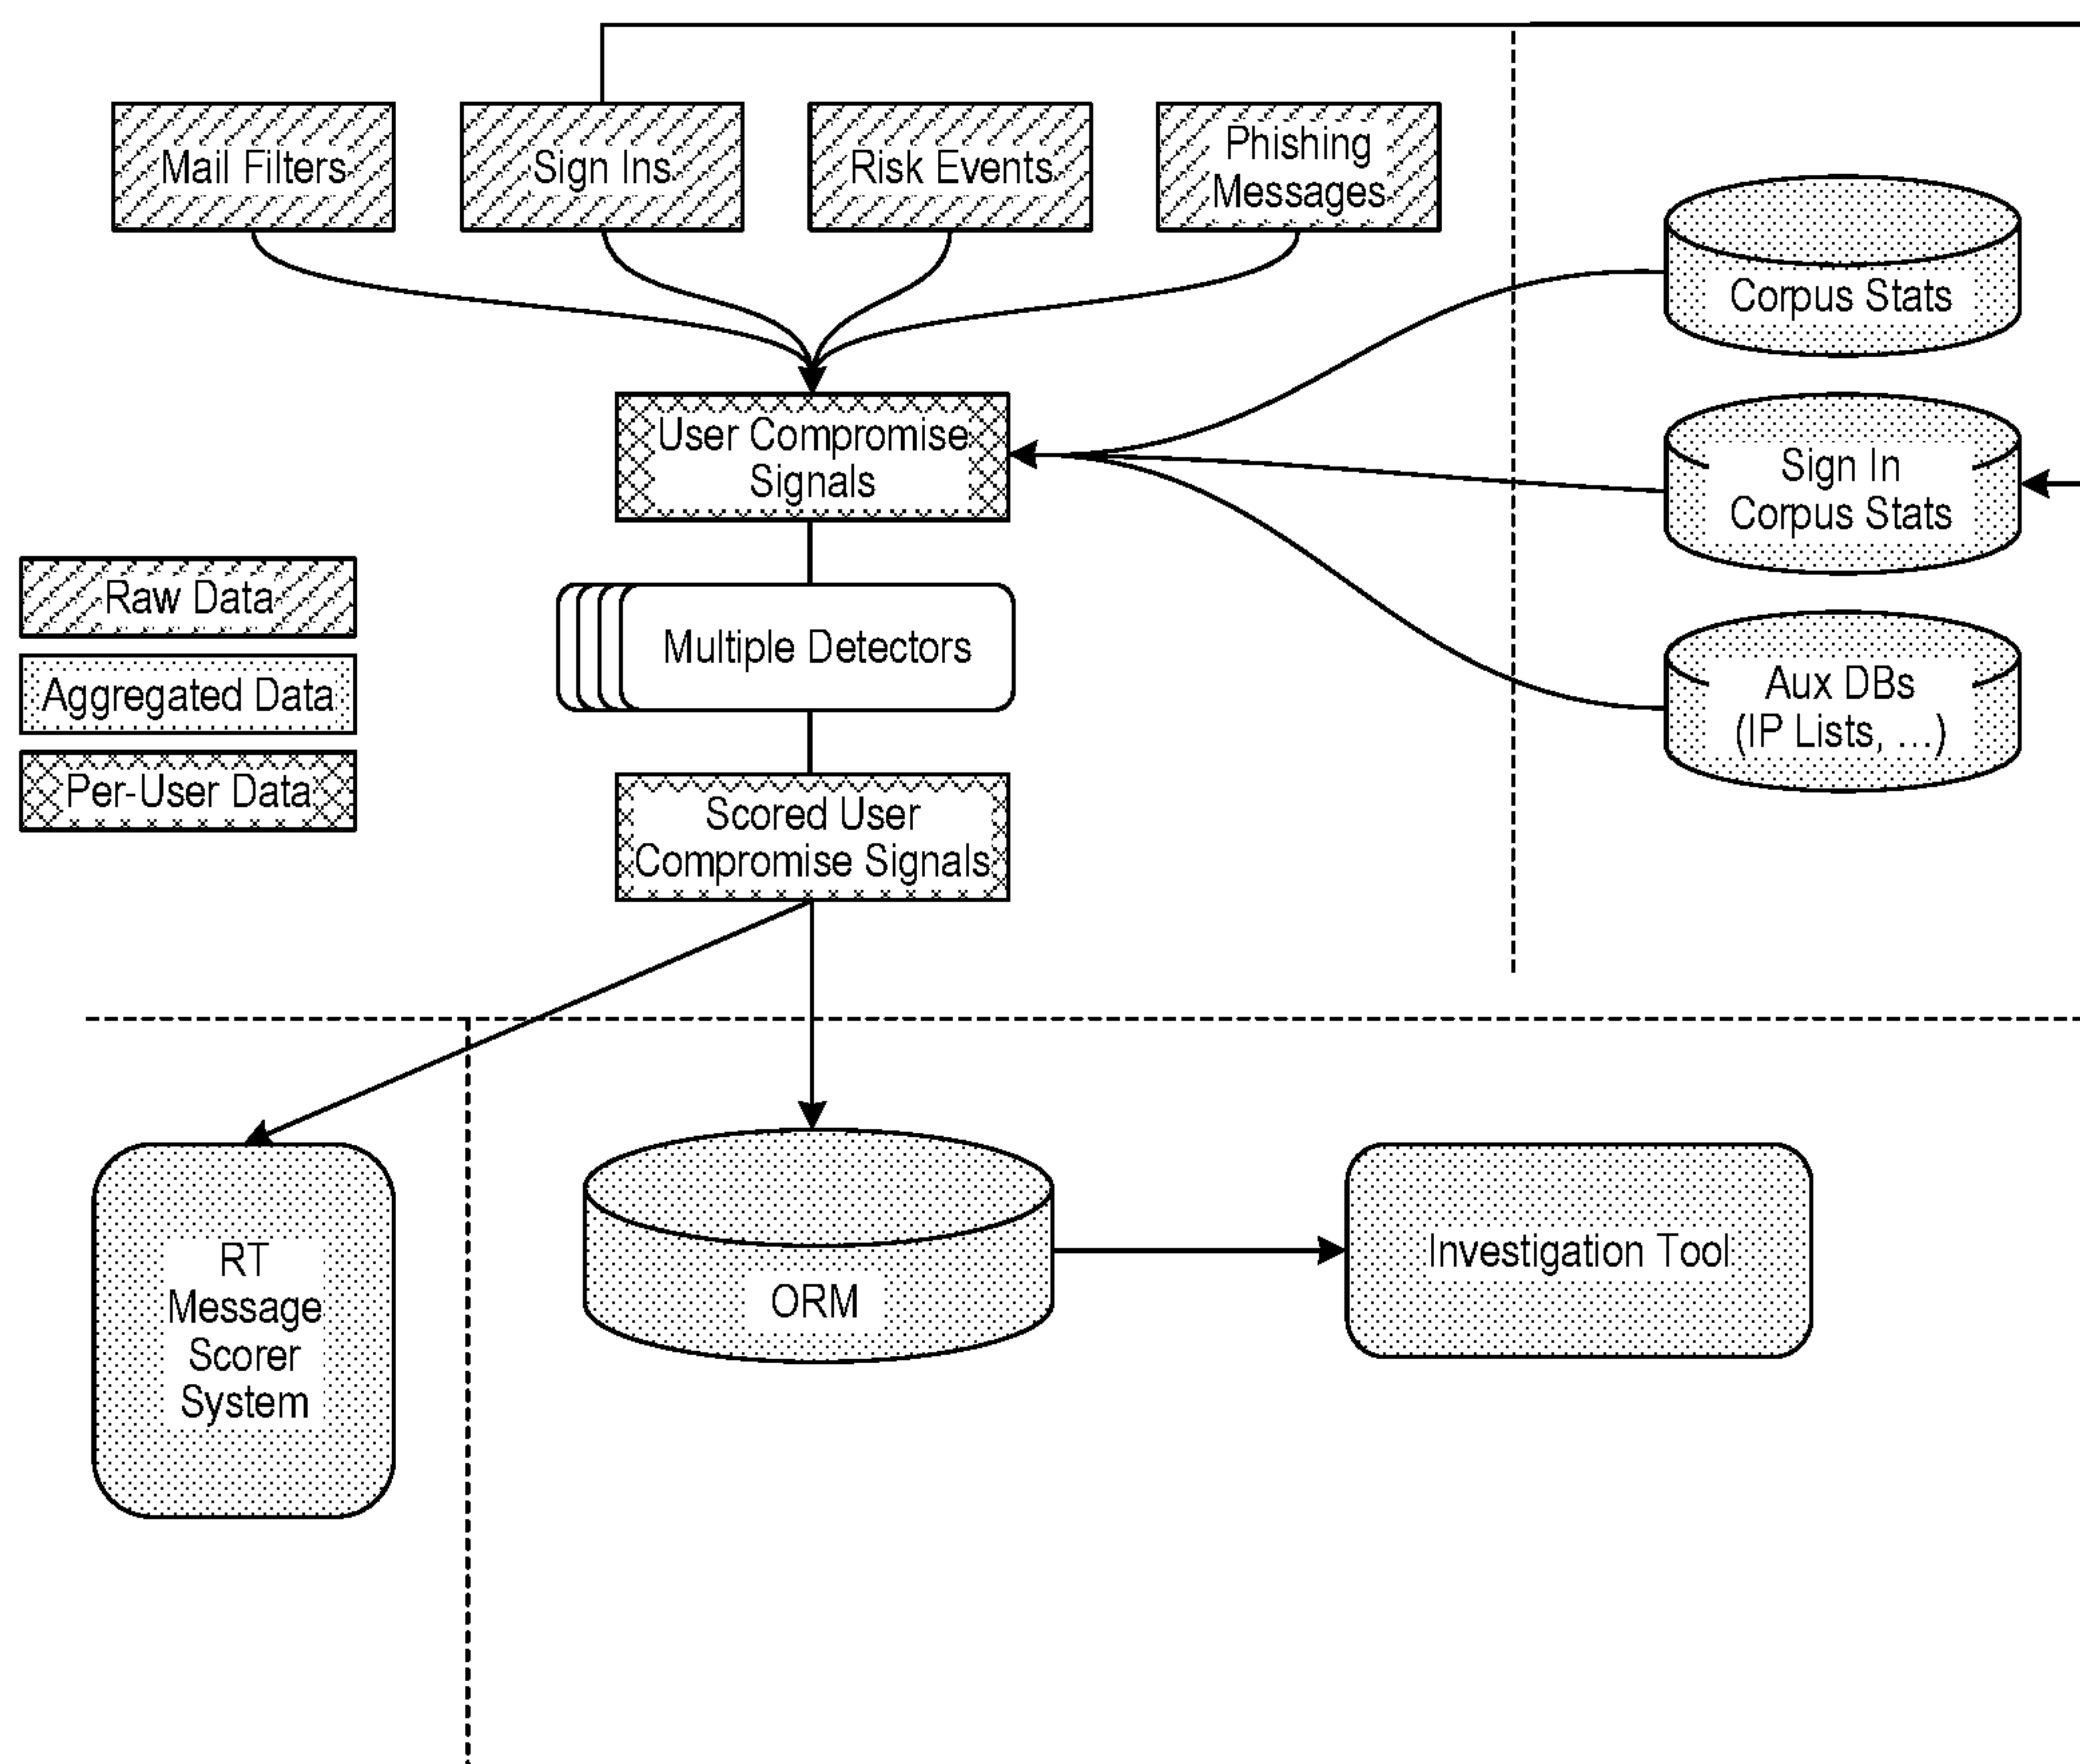 Mail Filters
Sign Ins
Risk Events
Phishing
Messages
Corpus Stats
User Compromise
Signals
Sign In
Corpus Stats
Raw Data
Aggregated Data
Per-User Data
Multiple Detectors
Aux DBs
(IP Lists, ...)
Scored User
Compromise Signals
RT
Message
Scorer
System
ORM
Investigation Tool